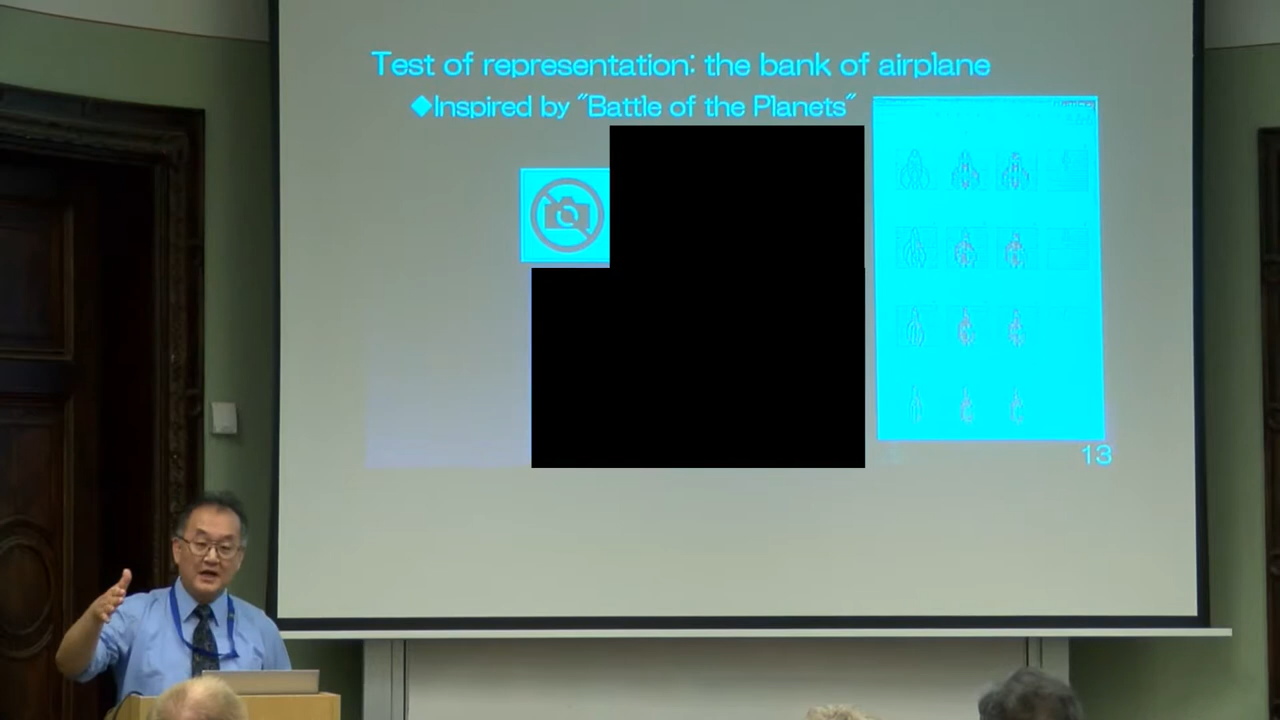 Test of representation: the bank of airplane
◆Inspired by "Battle of the Planets"
13